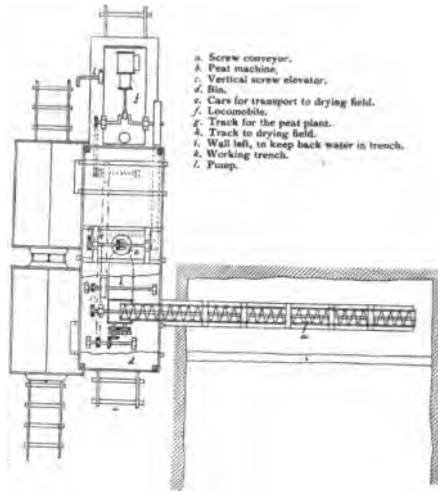 a. Screw conveyor.
b. Peat machine.
c. Vertical screw elevator.
d. Bin.
e. Cars for transport to drying field.
f. Locomobile.
g. Track for the peat plant.
h. Track to drying field.
i. Wall left, to keep back water in trench.
k. Working trench.
l. Pump.
f
d